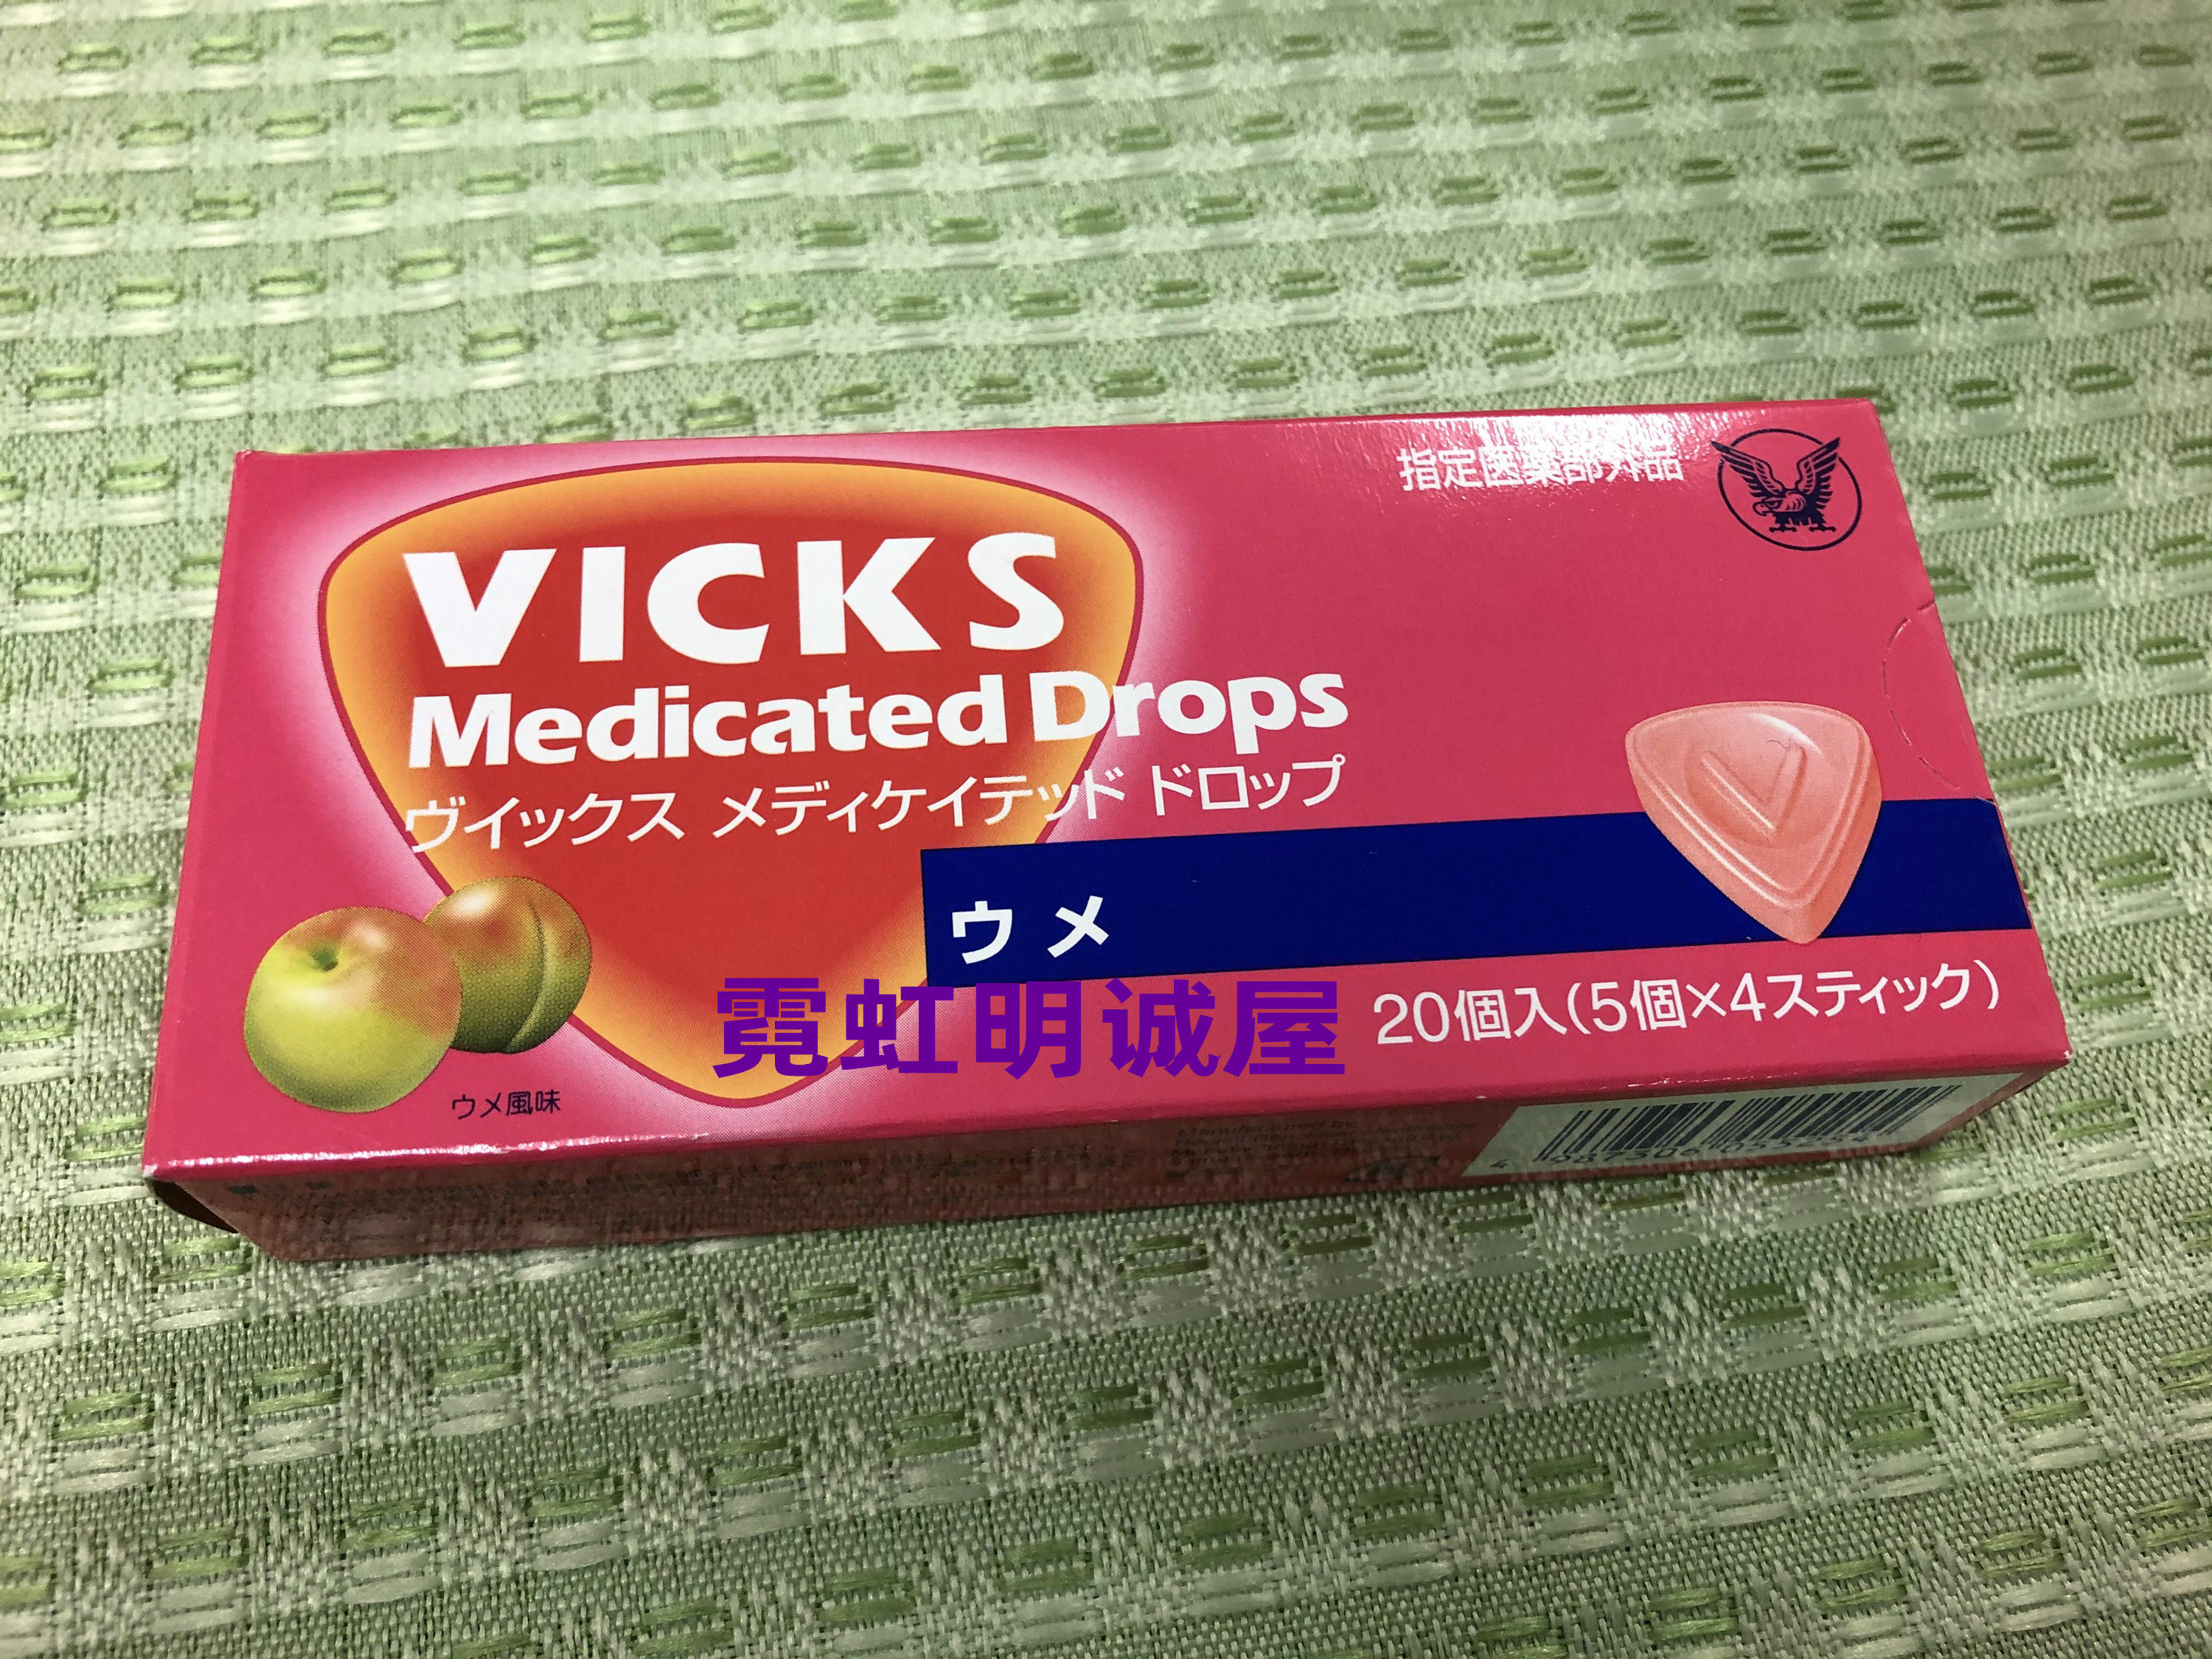 指定医薬部外品
VICKS
Medicated Drops
ヴイックス メディケイテッド ドロップ
ウメ
霓虹明诚屋
20個入(5個×4スティック)
ウメ風味
Manufactured by